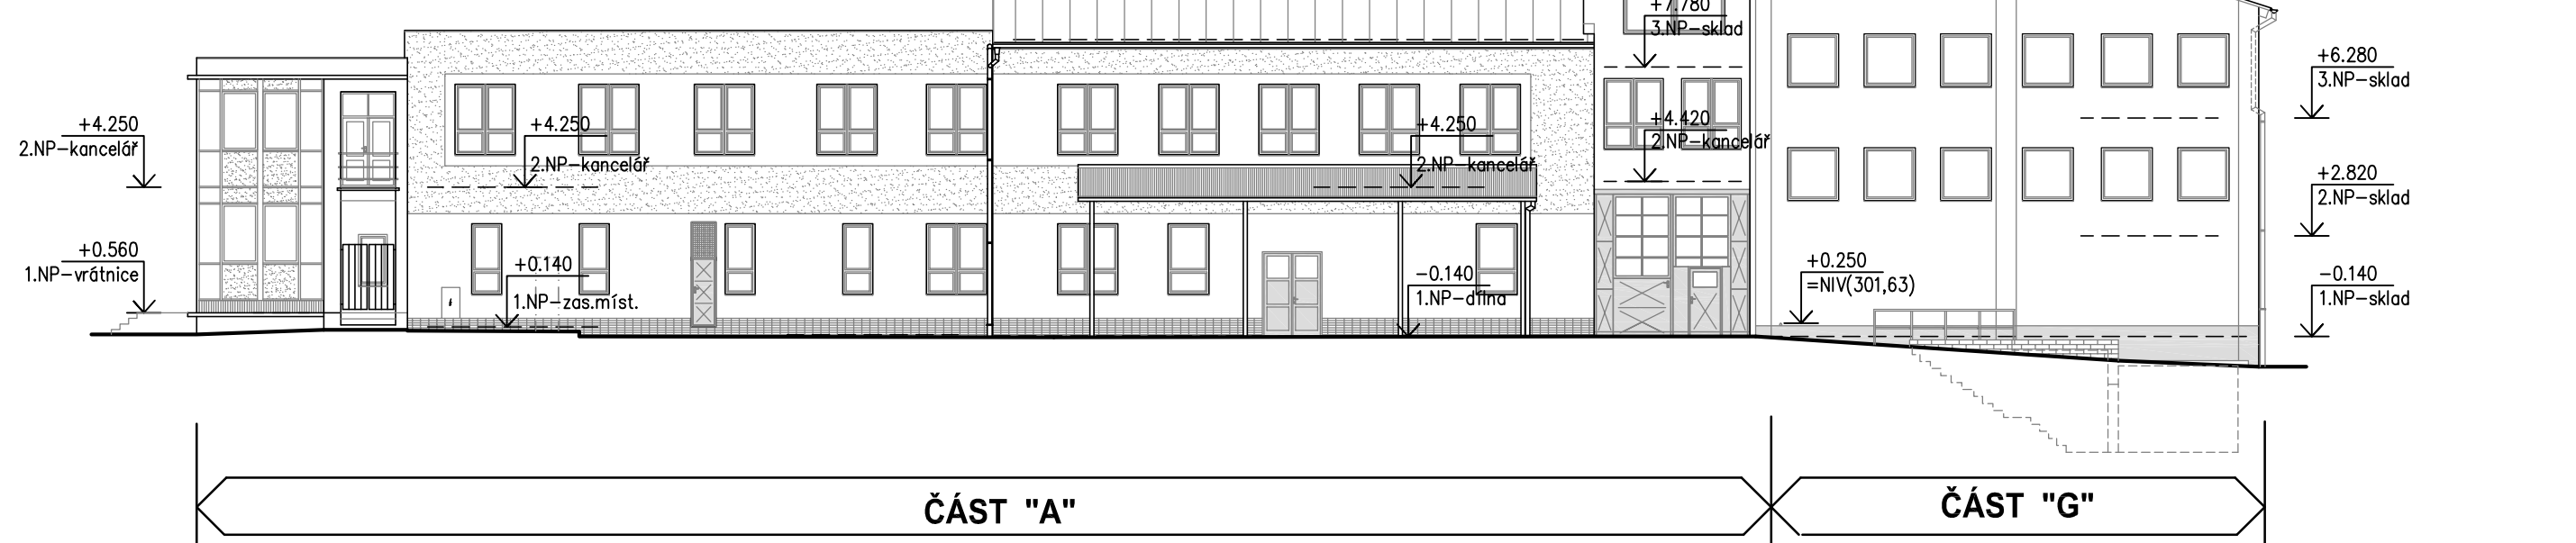 +7.780
3.NP-sklad
+6.280
3.NP-sklad
+4.250
2.NP-kancelář
+4.250
2.NP-kancelář
+4.250
2.NP-kancelář
+4.420
2.NP-kancelář
+2.820
2.NP-sklad
+0.560
1.NP-vrátnice
+0.140
1.NP-zas.míst.
-0.140
1.NP-dílna
+0.250
=NIV(301,63)
-0.140
1.NP-sklad
ČÁST "A"
ČÁST "G"